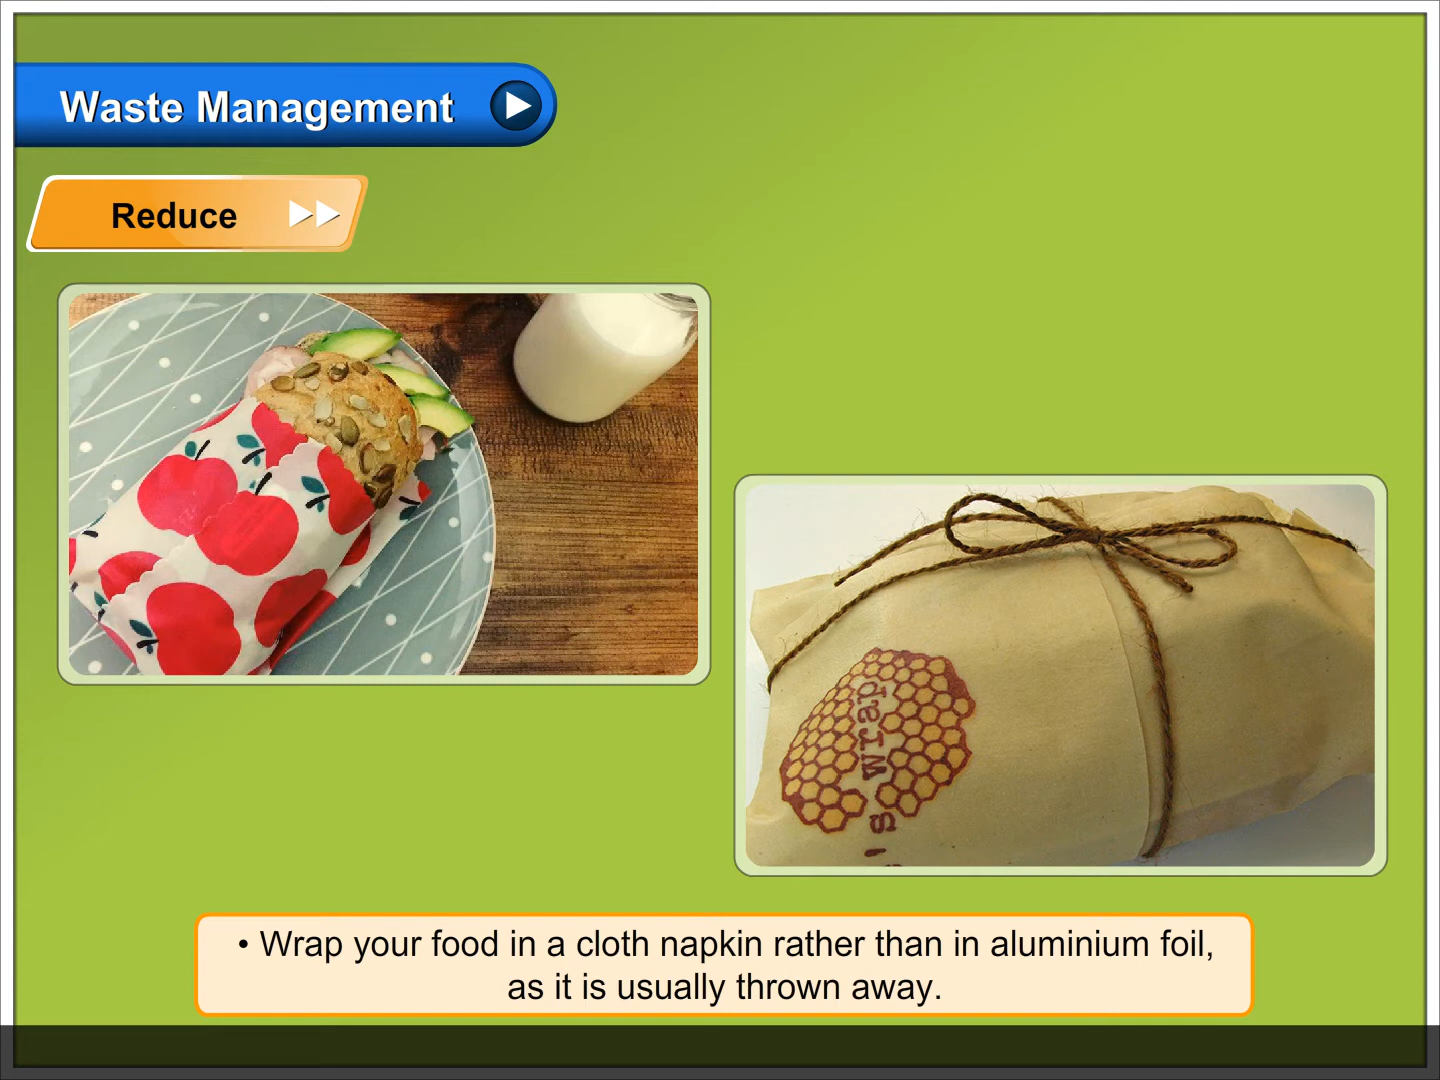 Waste Management
Reduce
wrap
's
• Wrap your food in a cloth napkin rather than in aluminium foil,
as it is usually thrown away.